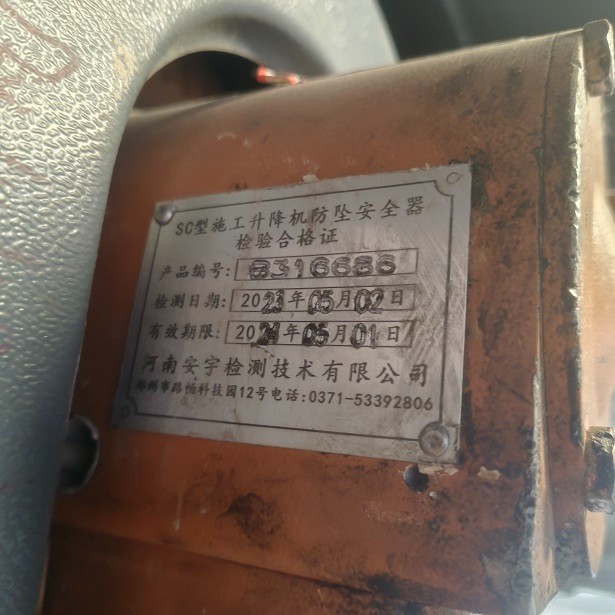 SC型施工升降机防坠安全器
检验合格证
产品编号: 8316686
检测日期: 2023年05月02日
有效期限: 2024年05月01日
河南安宇检测技术有限公司
郑州市路畅科技园12号电话:0371-53392806